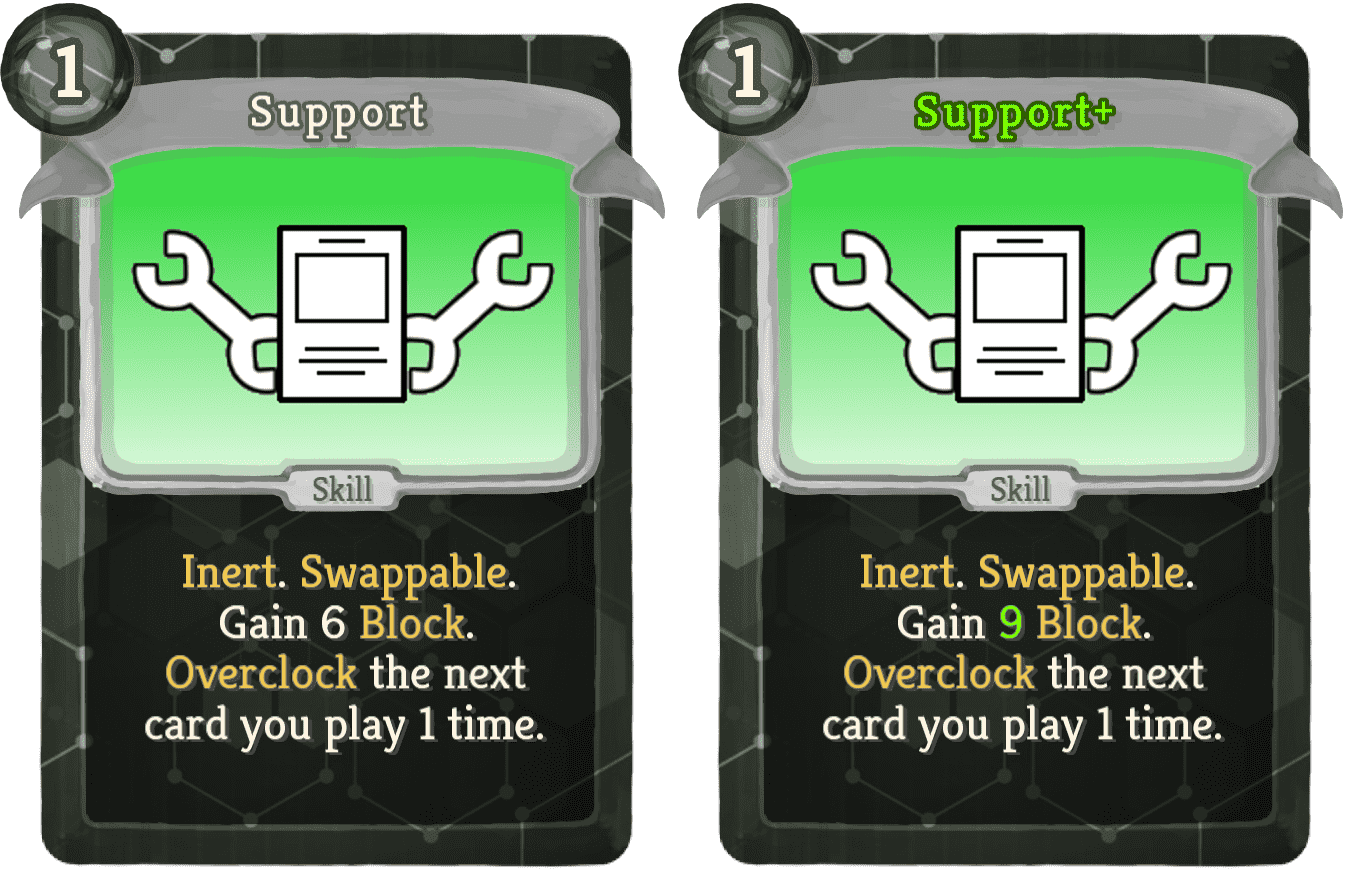 1
Support
Skill
Inert. Swappable.
Gain 6 Block.
Overclock the next
card you play 1 time.
1
Support+
Skill
Inert. Swappable.
Gain 9 Block.
Overclock the next
card you play 1 time.